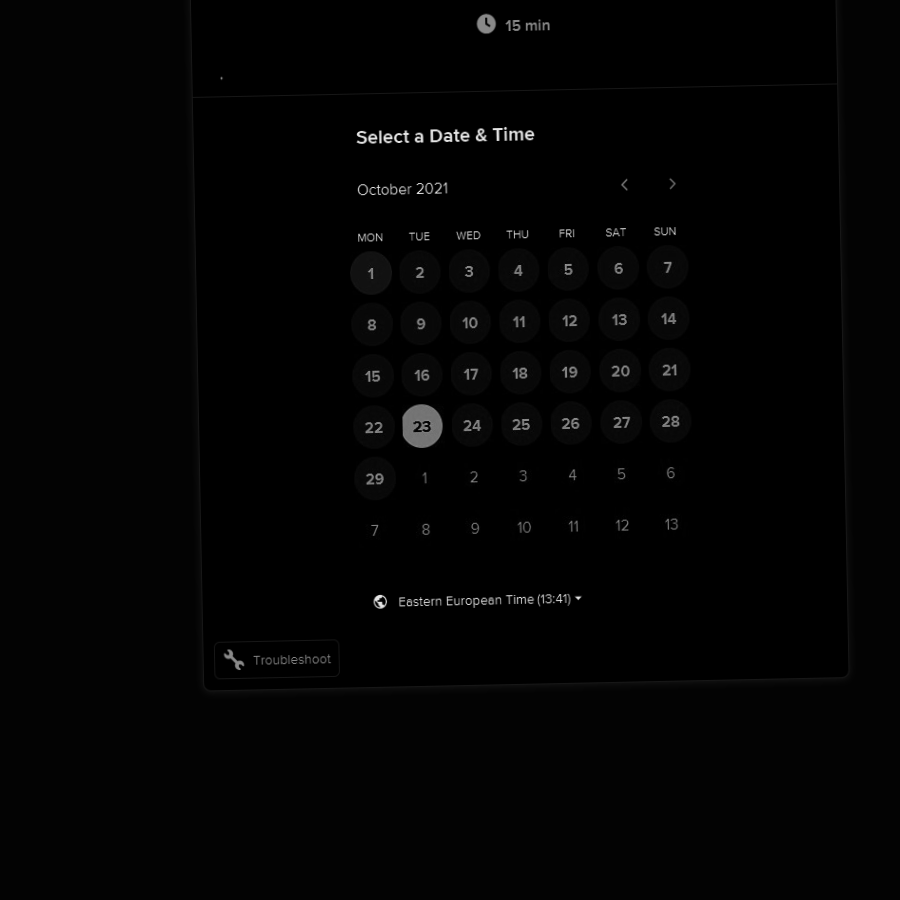 15 min
.
Select a Date & Time
October 2021
MON TUE WED THU FRI SAT SUN
1 2 3 4 5 6 7
8 9 10 11 12 13 14
15 16 17 18 19 20 21
22 23 24 25 26 27 28
29 1 2 3 4 5 6
7 8 9 10 11 12 13
Eastern European Time (13:41)
Troubleshoot